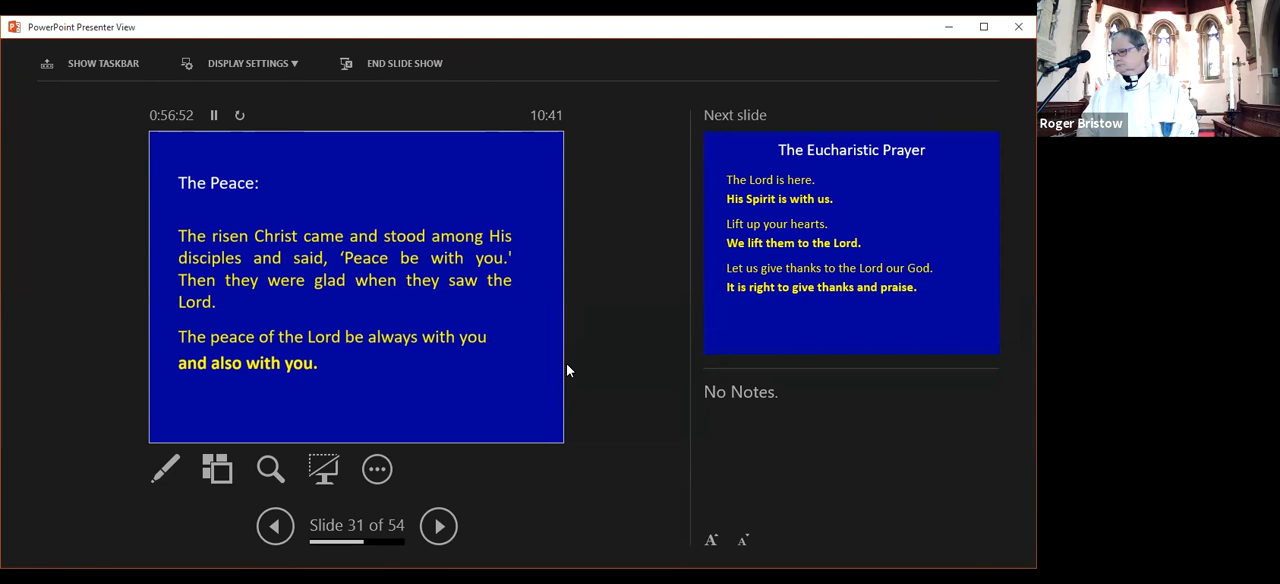 PowerPoint Presenter View
SHOW TASKBAR
DISPLAY SETTINGS ▼
END SLIDE SHOW
0:56:52
10:41
The Peace:
The risen Christ came and stood among His
disciples and said, ‘Peace be with you.'
Then they were glad when they saw the
Lord.
The peace of the Lord be always with you
and also with you.
Slide 31 of 54
Next slide
The Eucharistic Prayer
The Lord is here.
His Spirit is with us.
Lift up your hearts.
We lift them to the Lord.
Let us give thanks to the Lord our God.
It is right to give thanks and praise.
No Notes.
A A
Roger Bristow